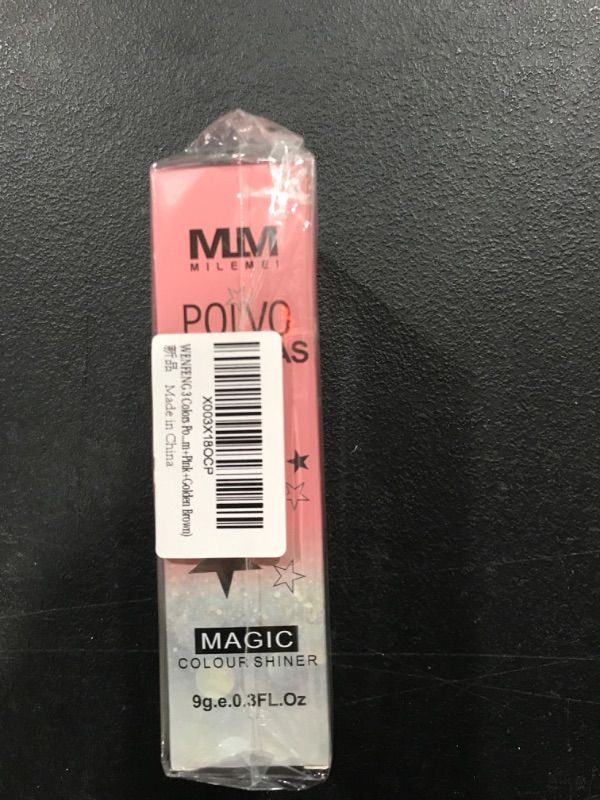 MLM
MILEMEI
POLVO
AS
X003X18OCP
WENFENG 3 Colors Po...m+Pink+Golden Brown)
新品 Made in China
MAGIC
COLOUR SHINER
9g.e.0.3FL.Oz